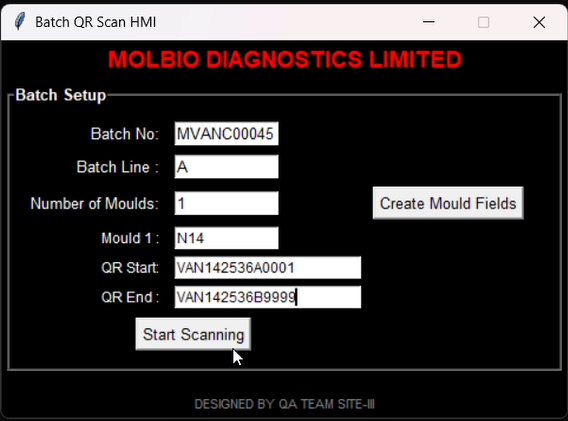 Batch QR Scan HMI
MOLBIO DIAGNOSTICS LIMITED
Batch Setup
Batch No: MVANC00045
Batch Line : A
Number of Moulds: 1 Create Mould Fields
Mould 1 : N14
QR Start: VAN142536A0001
QR End : VAN142536B9999
Start Scanning
DESIGNED BY QA TEAM SITE-III